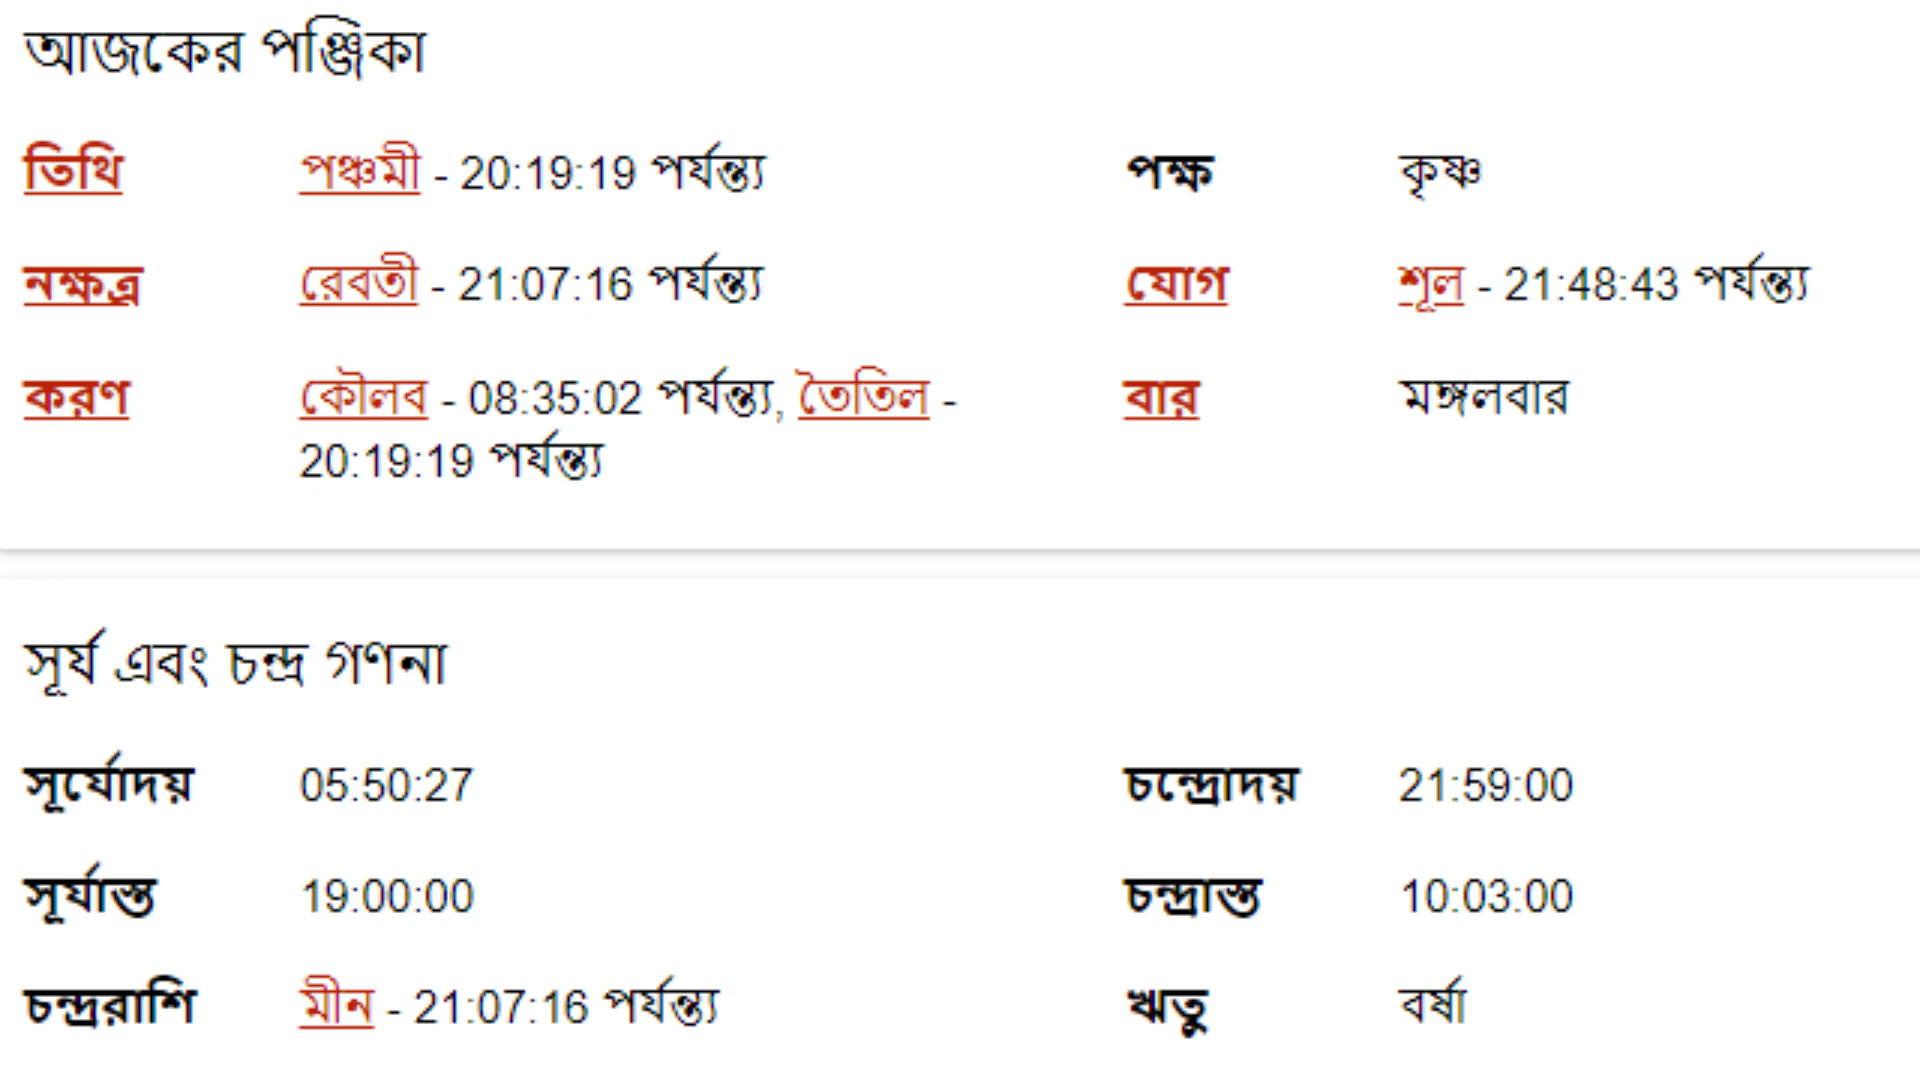 আজকের পঞ্জিকা
তিথি পঞ্চমী - 20:19:19 পর্যন্ত্য পক্ষ কৃষ্ণ
নক্ষত্র রেবতী - 21:07:16 পর্যন্ত্য যোগ শূল - 21:48:43 পর্যন্ত্য
করণ কৌলব - 08:35:02 পর্যন্ত্য, তৈতিল - বার মঙ্গলবার
20:19:19 পর্যন্ত্য
সূর্য এবং চন্দ্র গণনা
সূর্যোদয় 05:50:27 চন্দ্রোদয় 21:59:00
সূর্যাস্ত 19:00:00 চন্দ্রাস্ত 10:03:00
চন্দ্ররাশি মীন - 21:07:16 পর্যন্ত্য ঋতু বর্ষা